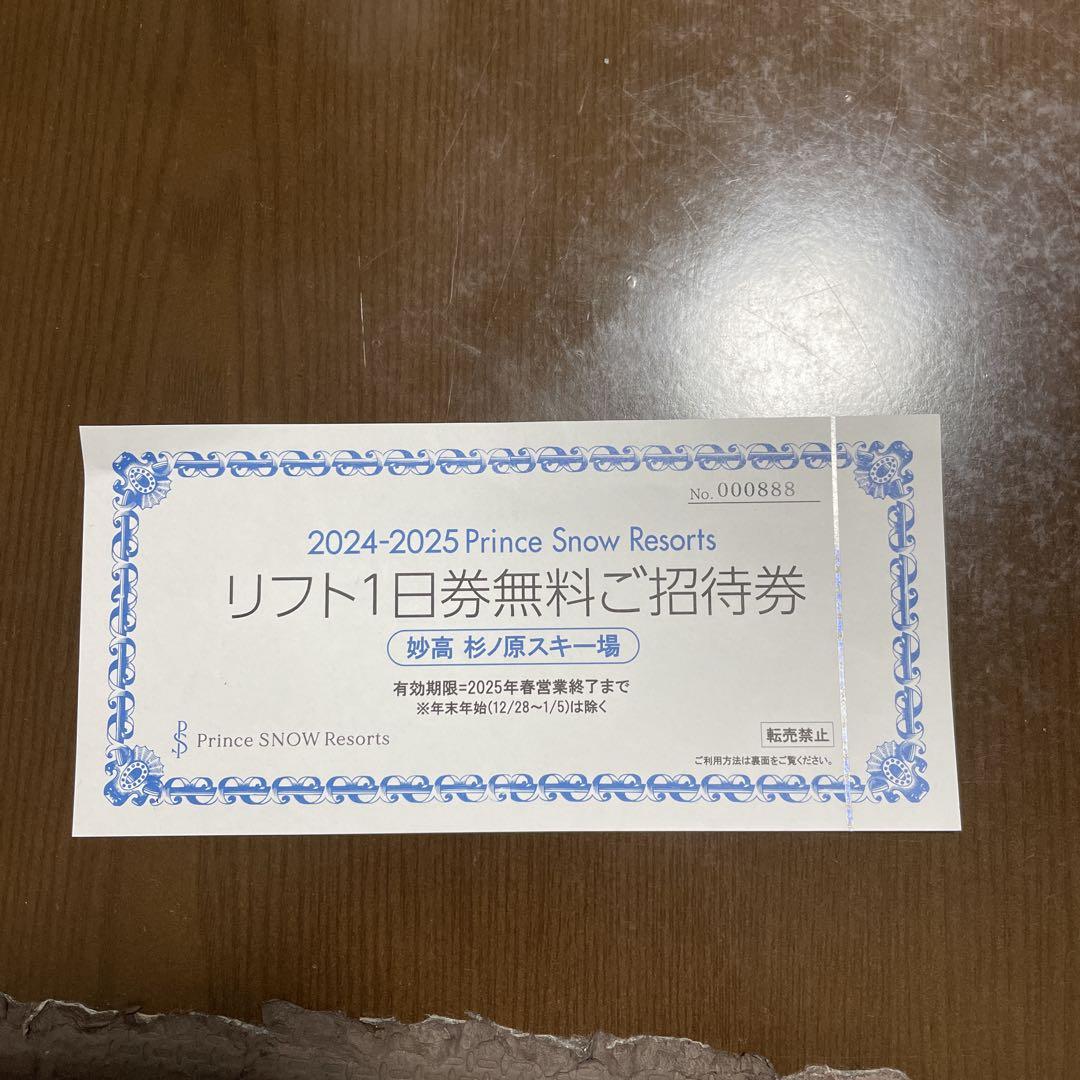 No. 000888
2024-2025 Prince Snow Resorts
リフト1日券無料ご招待券
妙高 杉ノ原スキー場
有効期限=2025年春営業終了まで
※年末年始(12/28〜1/5)は除く
Prince SNOW Resorts
転売禁止
ご利用方法は裏面をご覧ください。